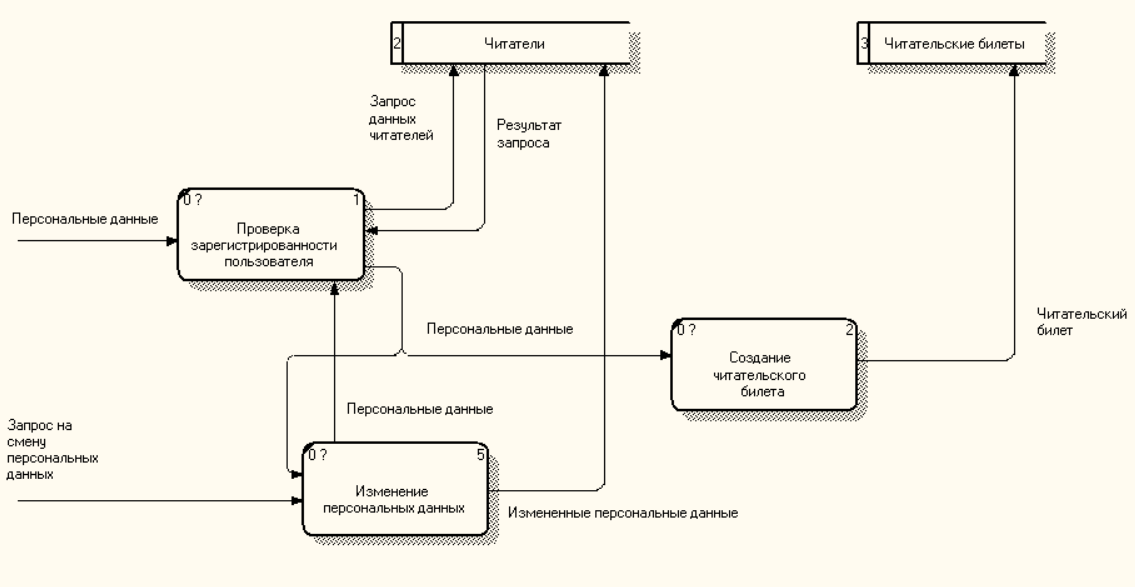 2
Читатели
3
Читательские билеты
Запрос
данных
читателей
Результат
запроса
Персональные данные
0 ?
1
Проверка
зарегистрированности
пользователя
Персональные данные
0 ?
2
Создание
читательского
билета
Читательский
билет
Персональные данные
Запрос на
смену
персональных
данных
0 ?
5
Изменение
персональных данных
Измененные персональные данные